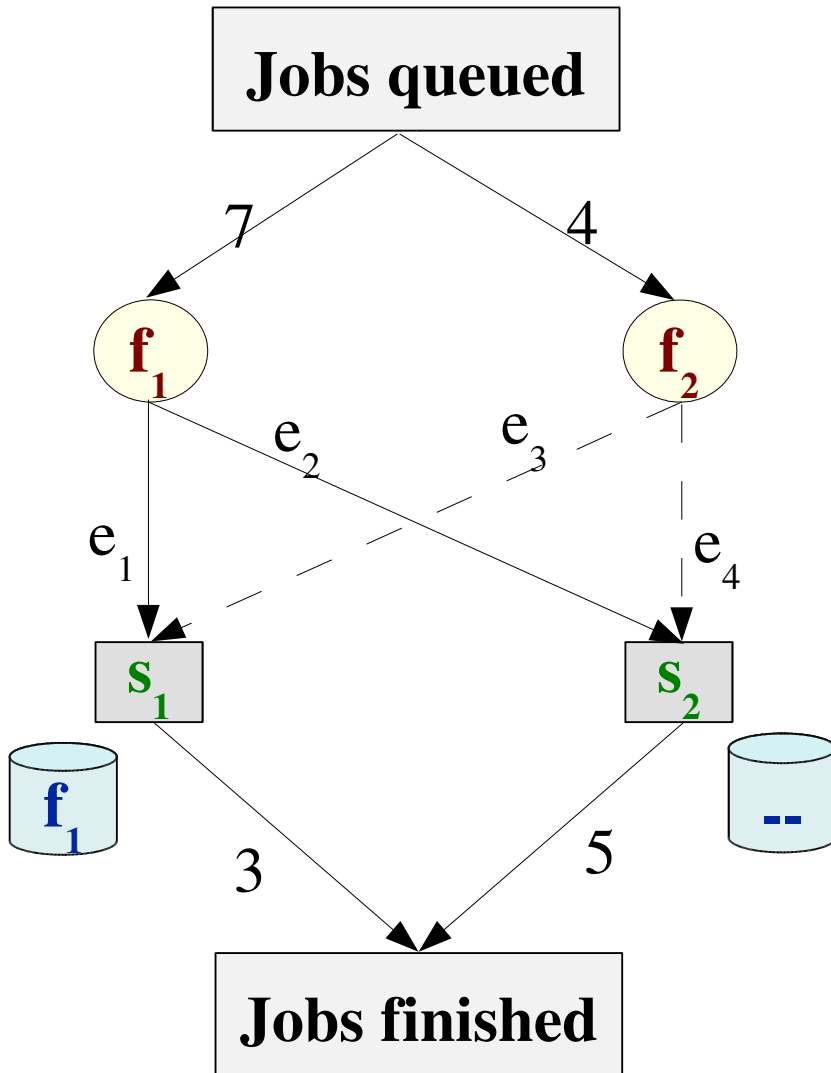 Jobs queued
7 4
f1 f2
e2 e3
e1 e4
s1 s2
f1 --
3 5
Jobs finished